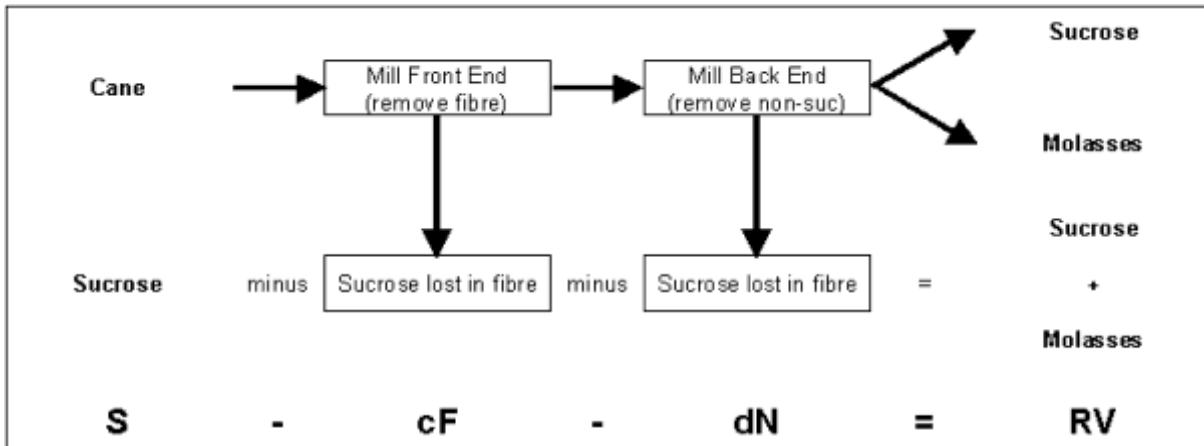 Sucrose
Cane
Mill Front End
(remove fibre)
Mill Back End
(remove non-suc)
Molasses
Sucrose
Sucrose minus Sucrose lost in fibre minus Sucrose lost in fibre = +
Molasses
S - cF - dN = RV